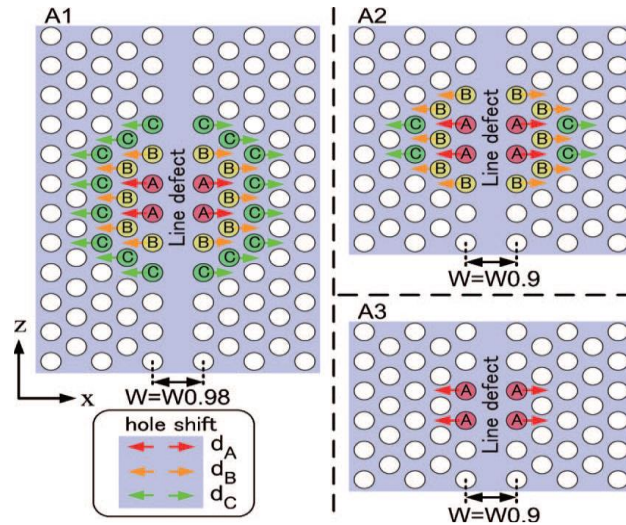 A1
C C
C C
C B B C
B B
C A A C
B B
C A A C
B B
C B B C
C C
C C
Line defect
z
x
W=W0.98
hole shift
dA
dB
dC
A2
B B
B B
C A A C
B B
C A A C
B B
B B
Line defect
W=W0.9
A3
A A
A A
Line defect
W=W0.9